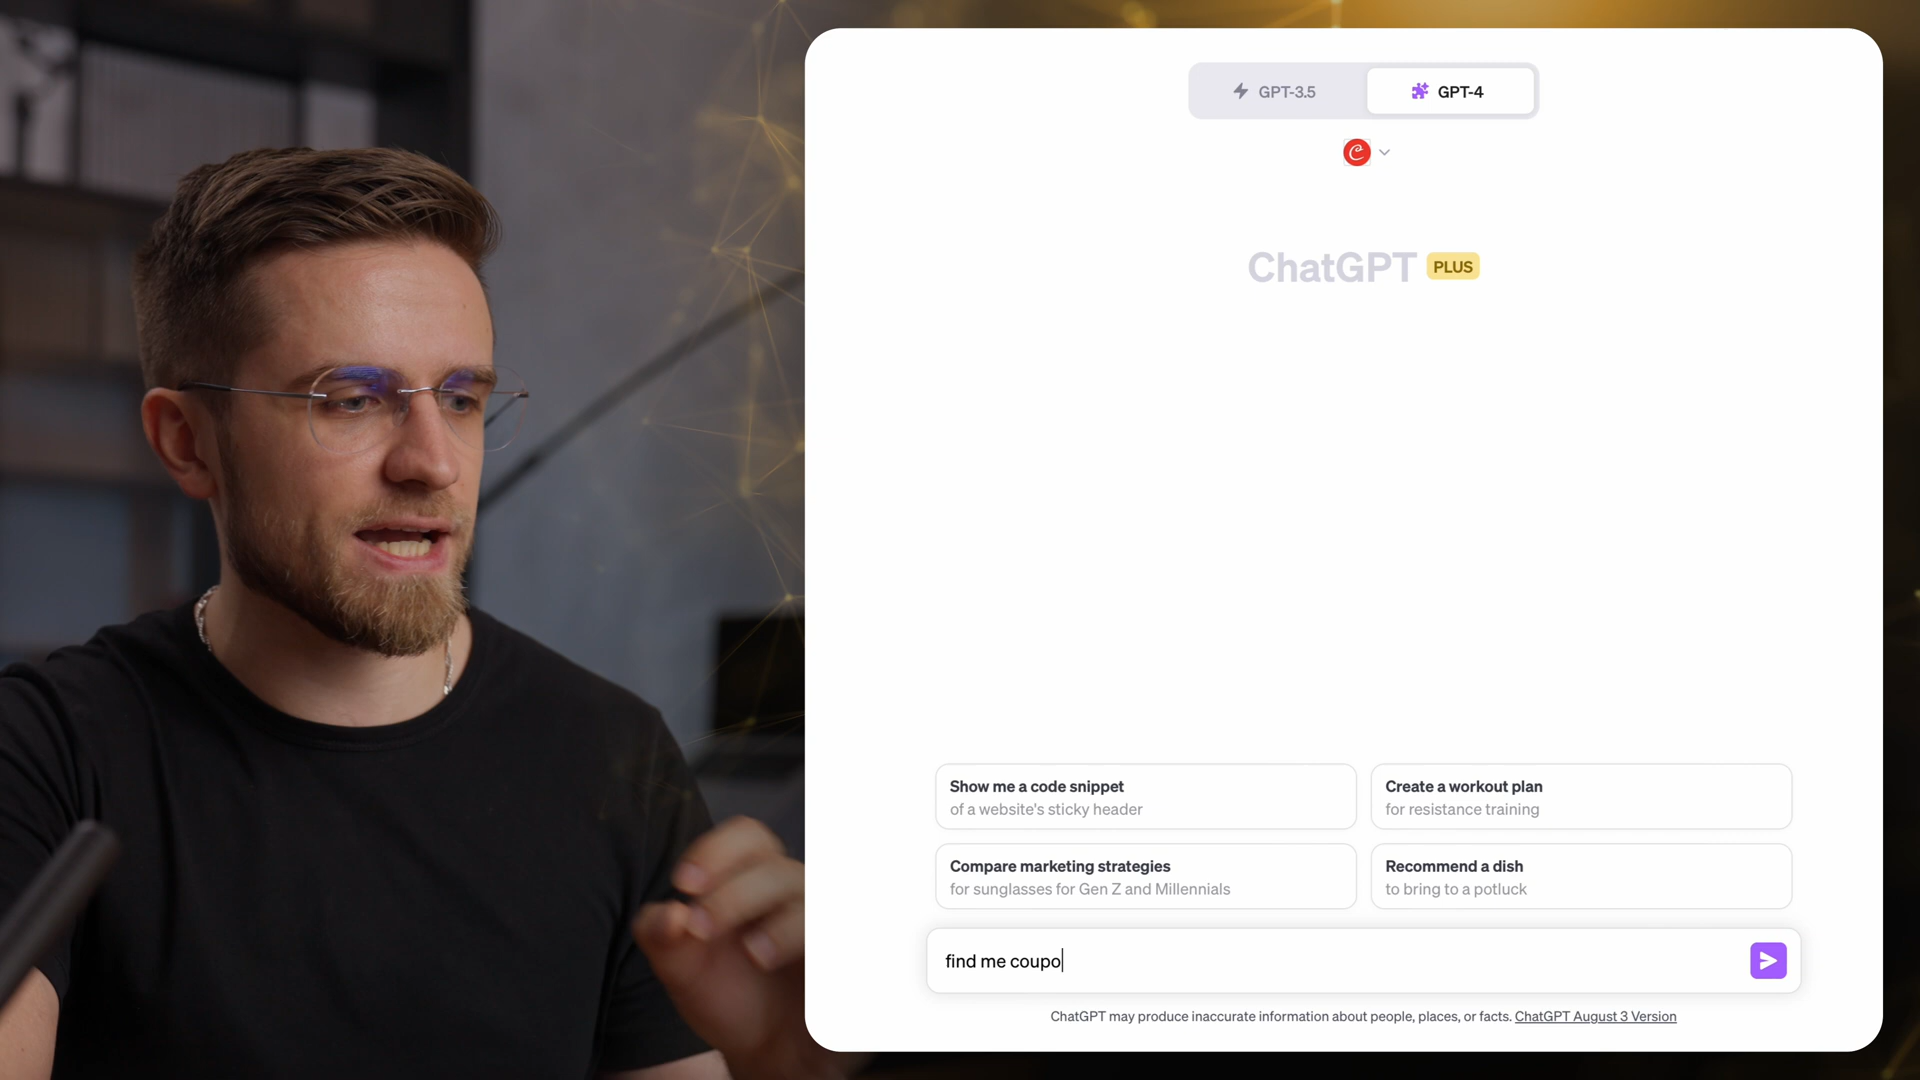 GPT-3.5
GPT-4
ChatGPT PLUS
Show me a code snippet
of a website's sticky header
Create a workout plan
for resistance training
Compare marketing strategies
for sunglasses for Gen Z and Millennials
Recommend a dish
to bring to a potluck
find me coupo
ChatGPT may produce inaccurate information about people, places, or facts. ChatGPT August 3 Version